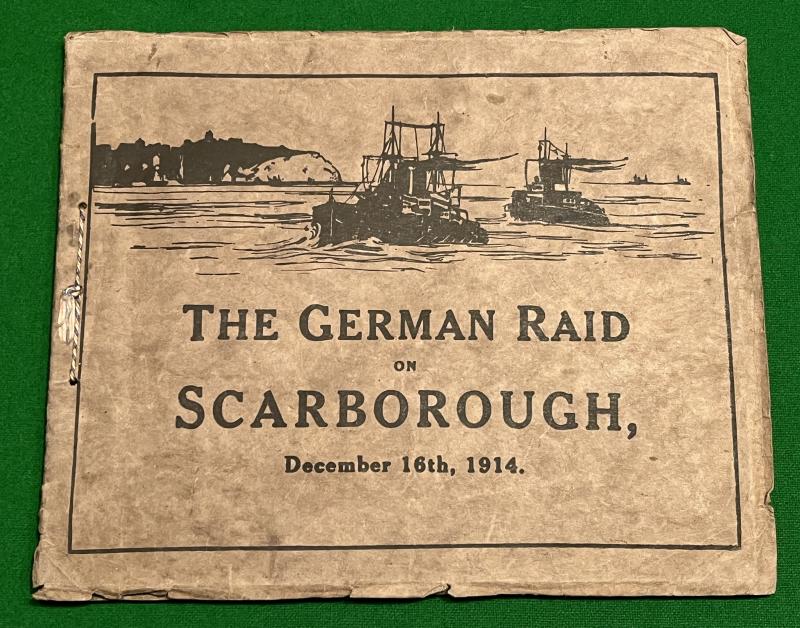 The German Raid
on
Scarborough,
December 16th, 1914.